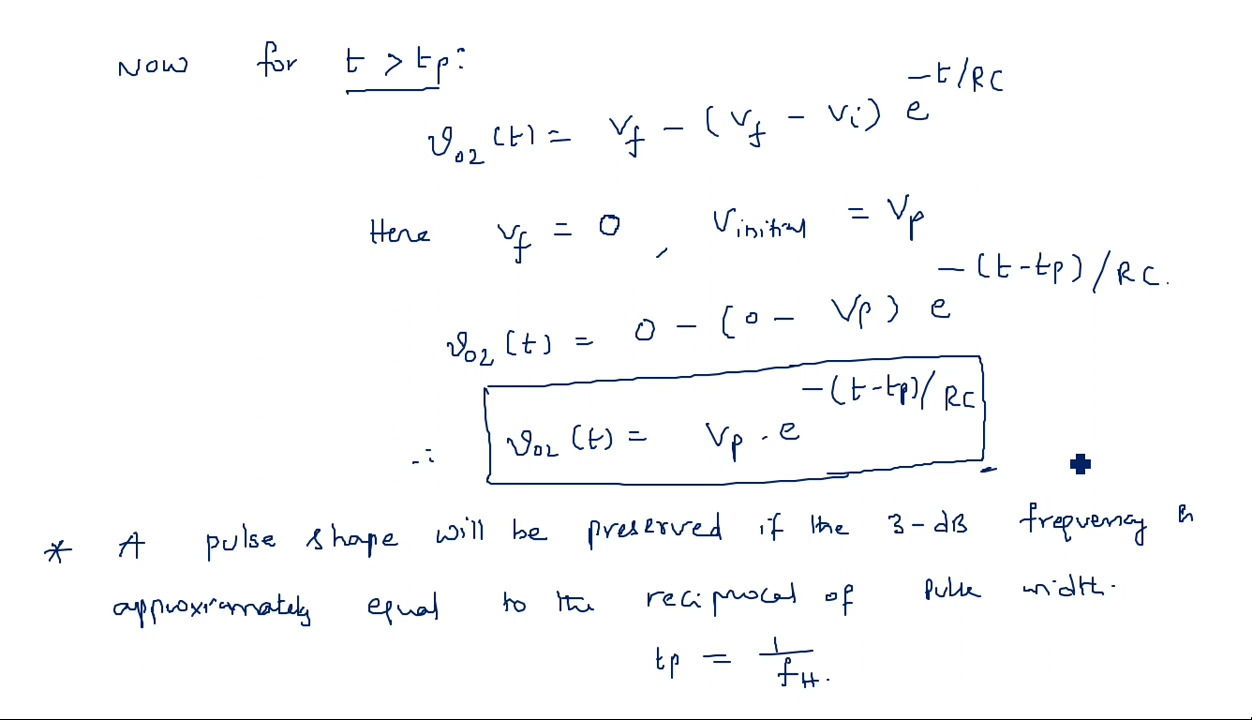 Now for t > tp:
v02 (t) = Vf - (Vf - Vi) e^-t/RC
Here Vf = 0, Vinitial = Vp
v02 (t) = 0 - (0 - Vp) e^-(t-tp)/RC.
∴ v02 (t) = Vp . e^-(t-tp)/RC
* A pulse shape will be preserved if the 3-dB frequency is
approximately equal to the reciprocal of pulse width.
tp = 1/fH.